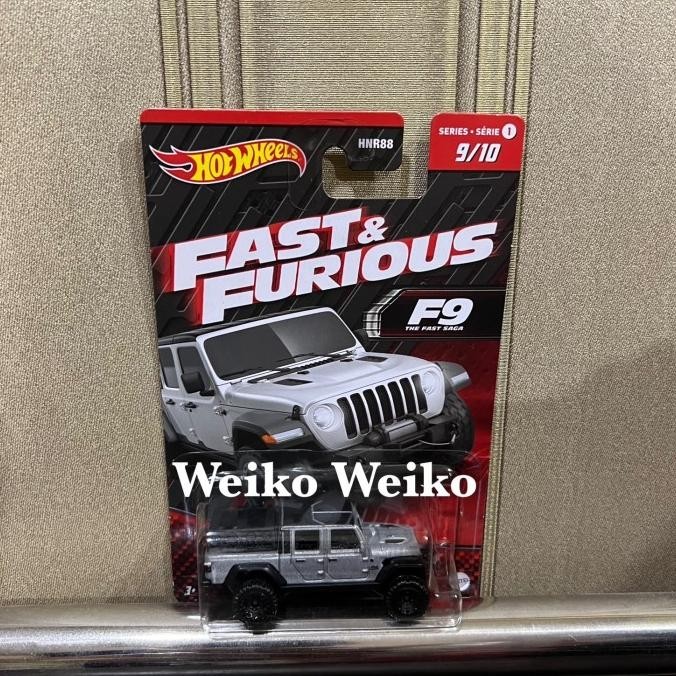 HOT WHEELS
HNR88
SERIES • SÉRIE 1
9/10
FAST &
FURIOUS
F9
THE FAST SAGA
Weiko Weiko